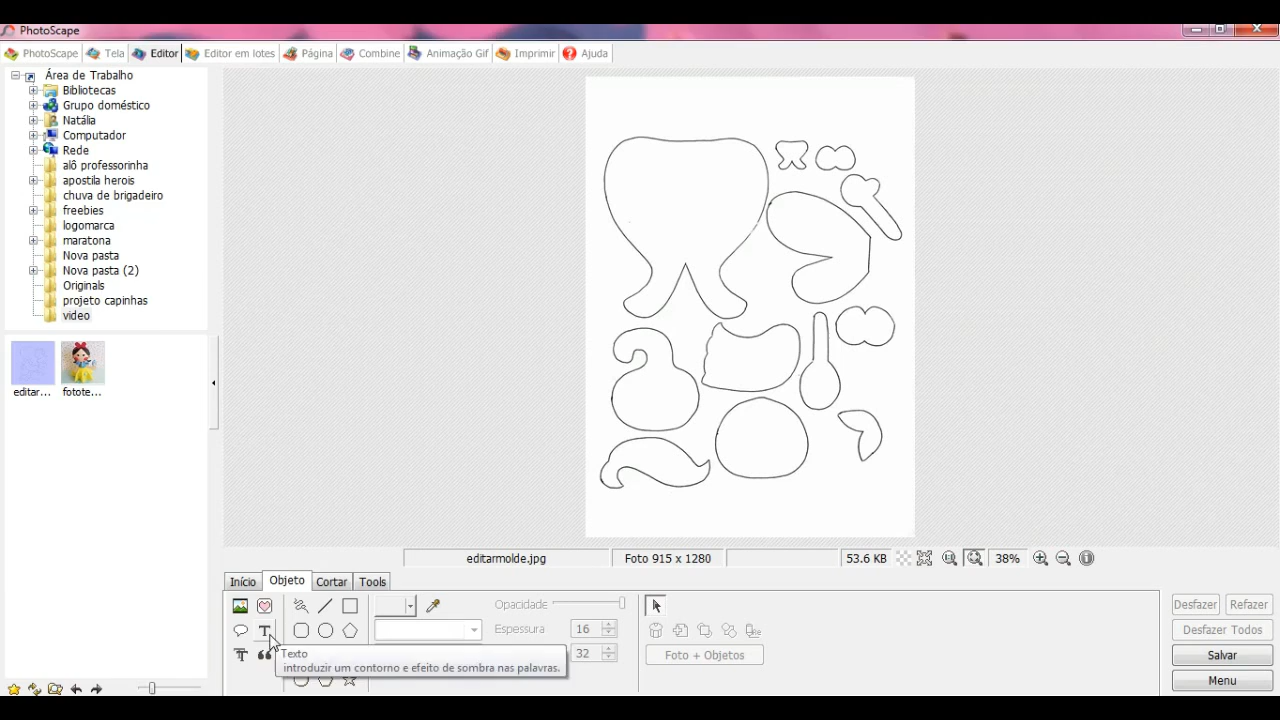 PhotoScape
PhotoScape Tela Editor Editor em lotes Página Combine Animação Gif Imprimir Ajuda
Área de Trabalho
Bibliotecas
Grupo doméstico
Natália
Computador
Rede
alô professorinha
apostila herois
chuva de brigadeiro
freebies
logomarca
maratona
Nova pasta
Nova pasta (2)
Originals
projeto capinhas
video
editar... fotote...
editarmolde.jpg Foto 915 x 1280 53.6 KB 38%
Início Objeto Cortar Tools
Opacidade
Espessura 16
32
Texto
introduzir um contorno e efeito de sombra nas palavras.
Foto + Objetos
Desfazer Refazer
Desfazer Todos
Salvar
Menu